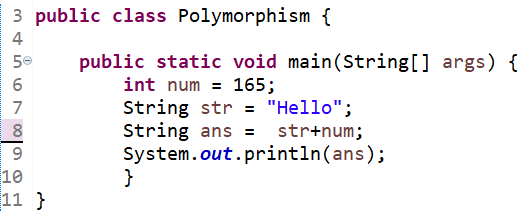 3 public class Polymorphism {
4
5 public static void main(String[] args) {
6 int num = 165;
7 String str = "Hello";
8 String ans =  str+num;
9 System.out.println(ans);
10 }
11 }